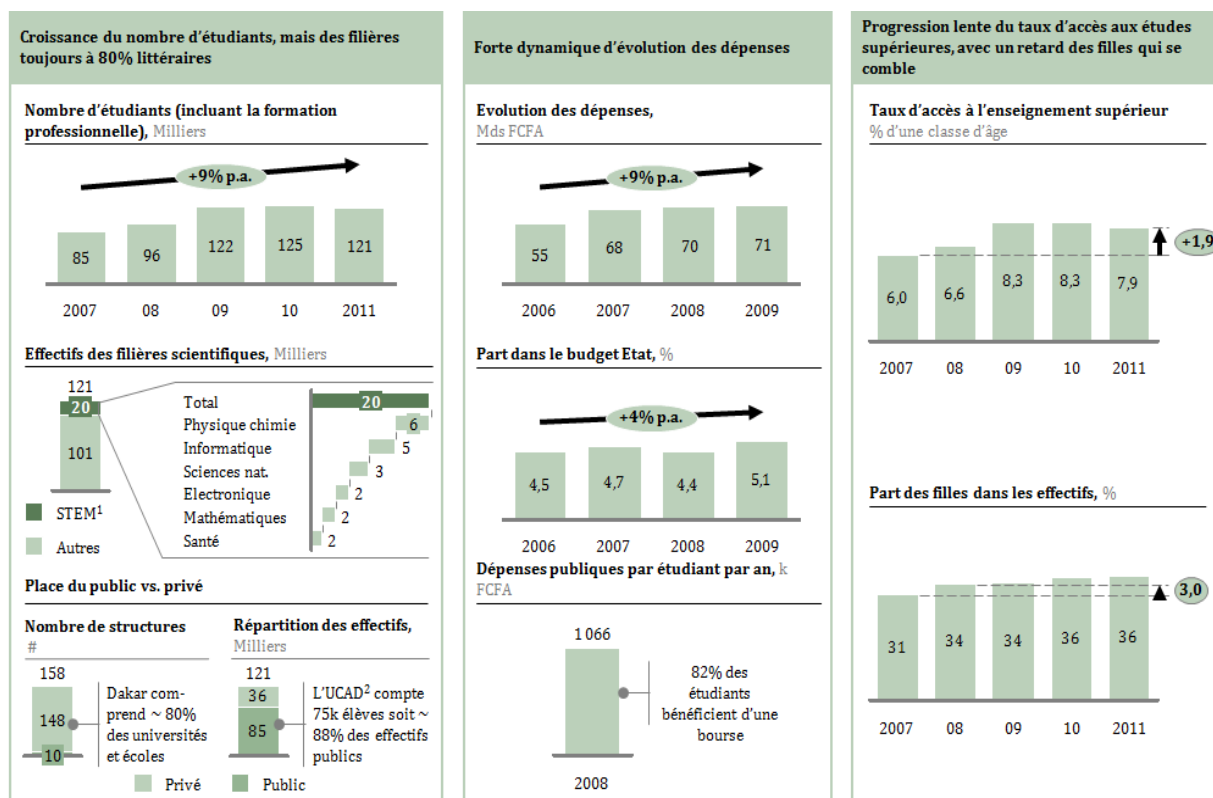 Croissance du nombre d'étudiants, mais des filières
toujours à 80% littéraires
Nombre d'étudiants (incluant la formation
professionnelle), Milliers
+9% p.a.
85
96
122
125
121
2007
08
09
10
2011
Effectifs des filières scientifiques, Milliers
121
20
101
STEM¹
Autres
Total
20
Physique chimie
6
Informatique
5
Sciences nat.
3
Electronique
2
Mathématiques
2
Santé
2
Place du public vs. privé
Nombre de structures
#
158
148
10
Dakar com-
prend ~ 80%
des universités
et écoles
Répartition des effectifs,
Milliers
121
36
85
L'UCAD² compte
75k élèves soit ~
88% des effectifs
publics
Privé
Public
Forte dynamique d'évolution des dépenses
Evolution des dépenses,
Mds FCFA
+9% p.a.
55
68
70
71
2006
2007
2008
2009
Part dans le budget Etat, %
+4% p.a.
4,5
4,7
4,4
5,1
2006
2007
2008
2009
Dépenses publiques par étudiant par an, k
FCFA
1 066
82% des
étudiants
bénéficient d'une
bourse
2008
Progression lente du taux d'accès aux études
supérieures, avec un retard des filles qui se
comble
Taux d'accès à l'enseignement supérieur
% d'une classe d'âge
+1,9
6,0
6,6
8,3
8,3
7,9
2007
08
09
10
2011
Part des filles dans les effectifs, %
3,0
31
34
34
36
36
2007
08
09
10
2011